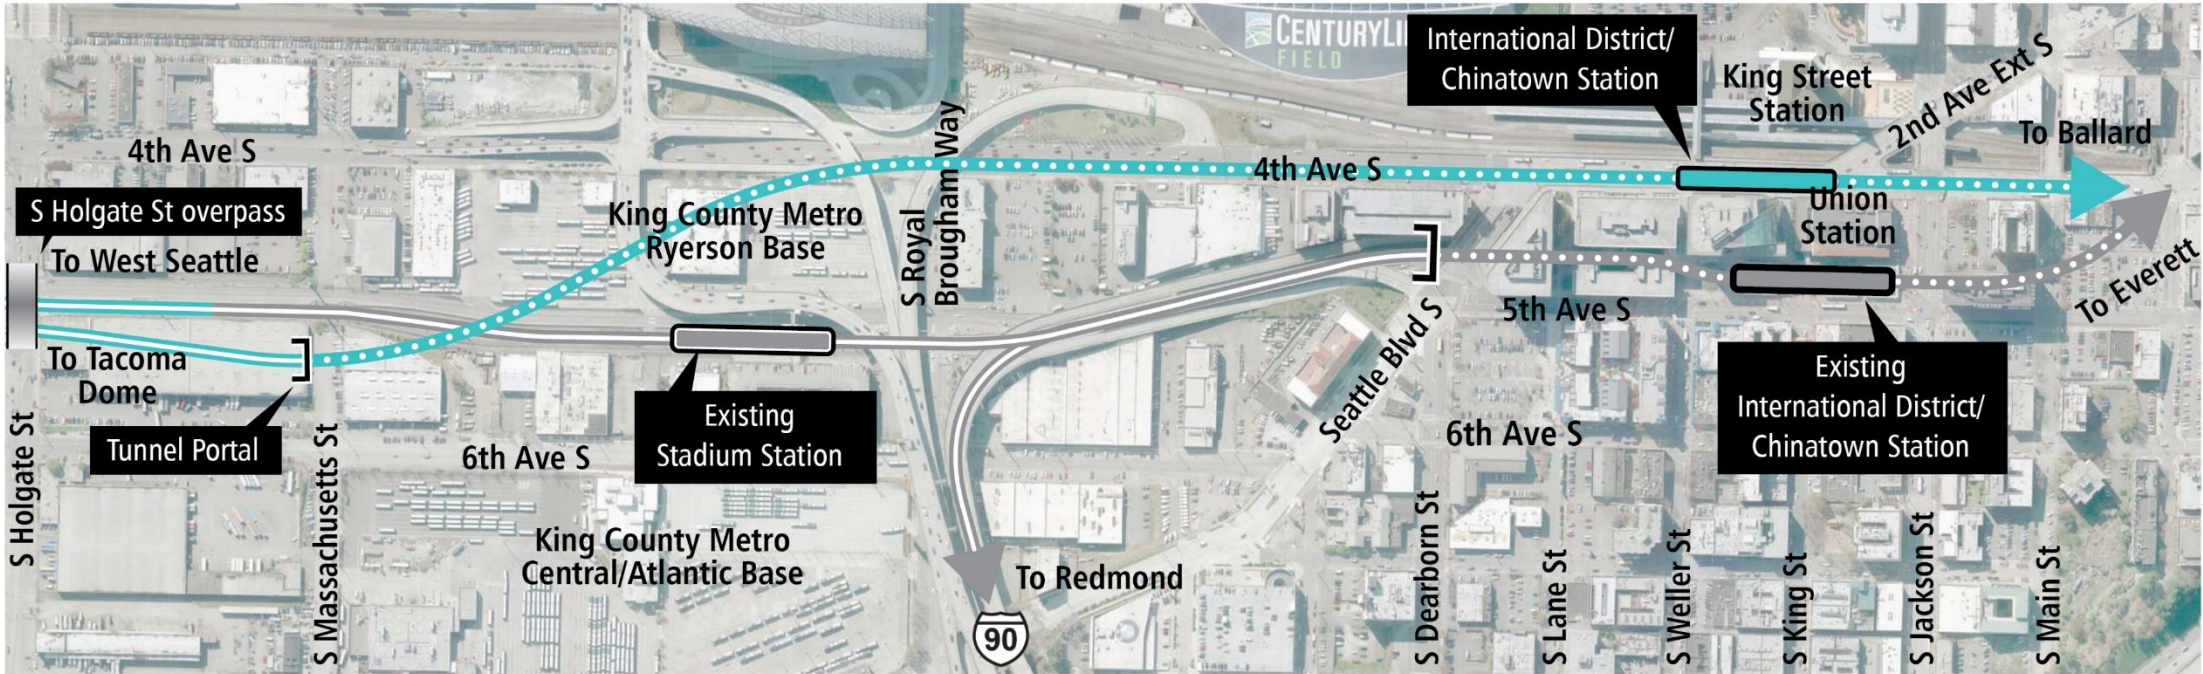 CENTURYLI
FIELD
International District/
Chinatown Station
King Street
Station
2nd Ave Ext S
To Ballard
4th Ave S
4th Ave S
S Holgate St overpass
To West Seattle
King County Metro
Ryerson Base
S Royal
Brougham Way
Union
Station
To Everett
5th Ave S
To Tacoma
Dome
Tunnel Portal
Existing
Stadium Station
Seattle Blvd S
Existing
International District/
Chinatown Station
6th Ave S
6th Ave S
S Holgate St
S Massachusetts St
King County Metro
Central/Atlantic Base
To Redmond
90
S Dearborn St
S Lane St
S Weller St
S King St
S Jackson St
S Main St